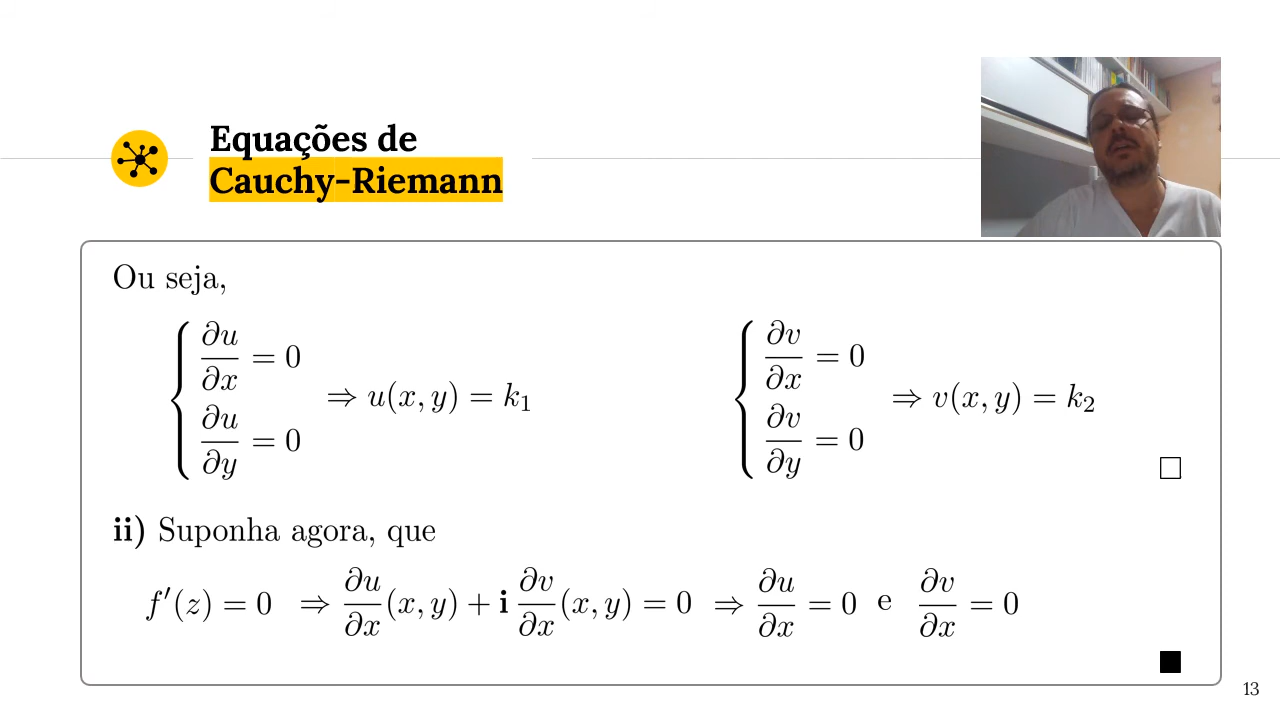 Equações de
Cauchy-Riemann
Ou seja,
{ ∂u/∂x = 0, ∂u/∂y = 0 ⇒ u(x, y) = k₁
{ ∂v/∂x = 0, ∂v/∂y = 0 ⇒ v(x, y) = k₂
□
ii) Suponha agora, que
f′(z) = 0 ⇒ ∂u/∂x(x, y) + i ∂v/∂x(x, y) = 0 ⇒ ∂u/∂x = 0 e ∂v/∂x = 0
■
13